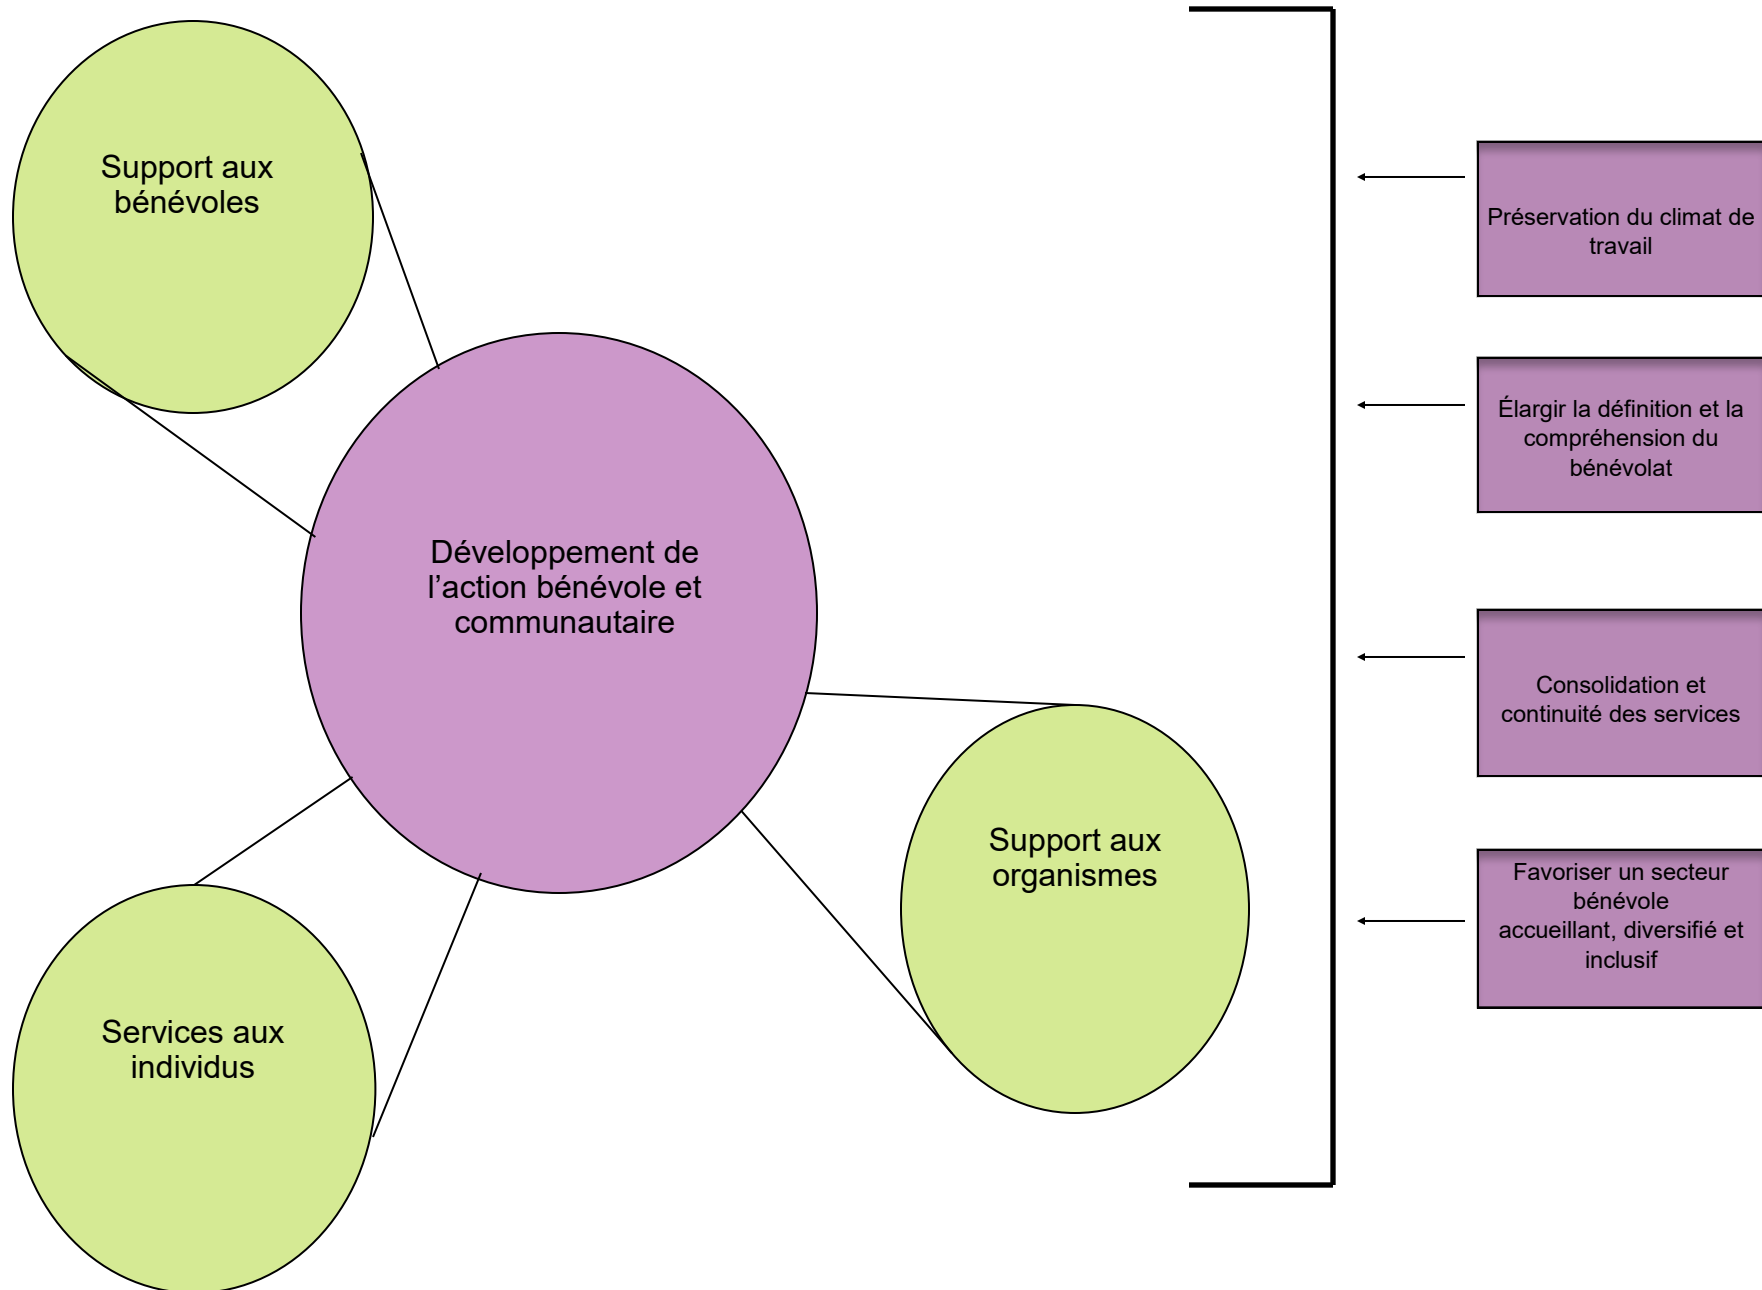 Support aux
bénévoles
Développement de
l’action bénévole et
communautaire
Services aux
individus
Support aux
organismes
Préservation du climat de
travail
Élargir la définition et la
compréhension du
bénévolat
Consolidation et
continuité des services
Favoriser un secteur
bénévole
accueillant, diversifié et
inclusif